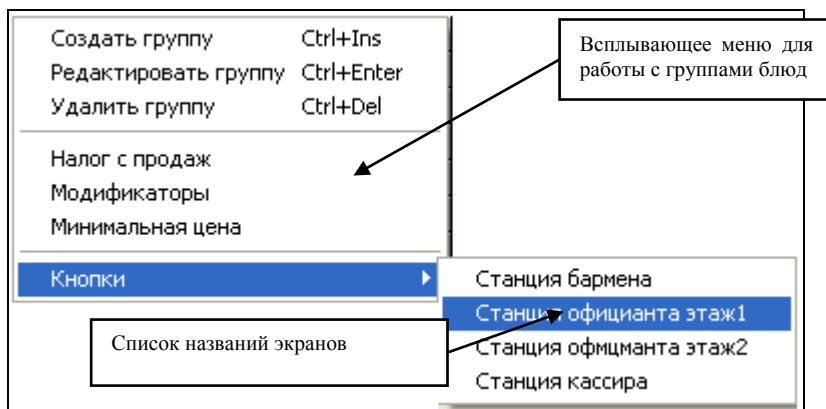 Создать группу Ctrl+Ins
Редактировать группу Ctrl+Enter
Удалить группу Ctrl+Del
Налог с продаж
Модификаторы
Минимальная цена
Кнопки
Всплывающее меню для
работы с группами блюд
Станция бармена
Станция официанта этаж1
Станция офмцманта этаж2
Станция кассира
Список названий экранов